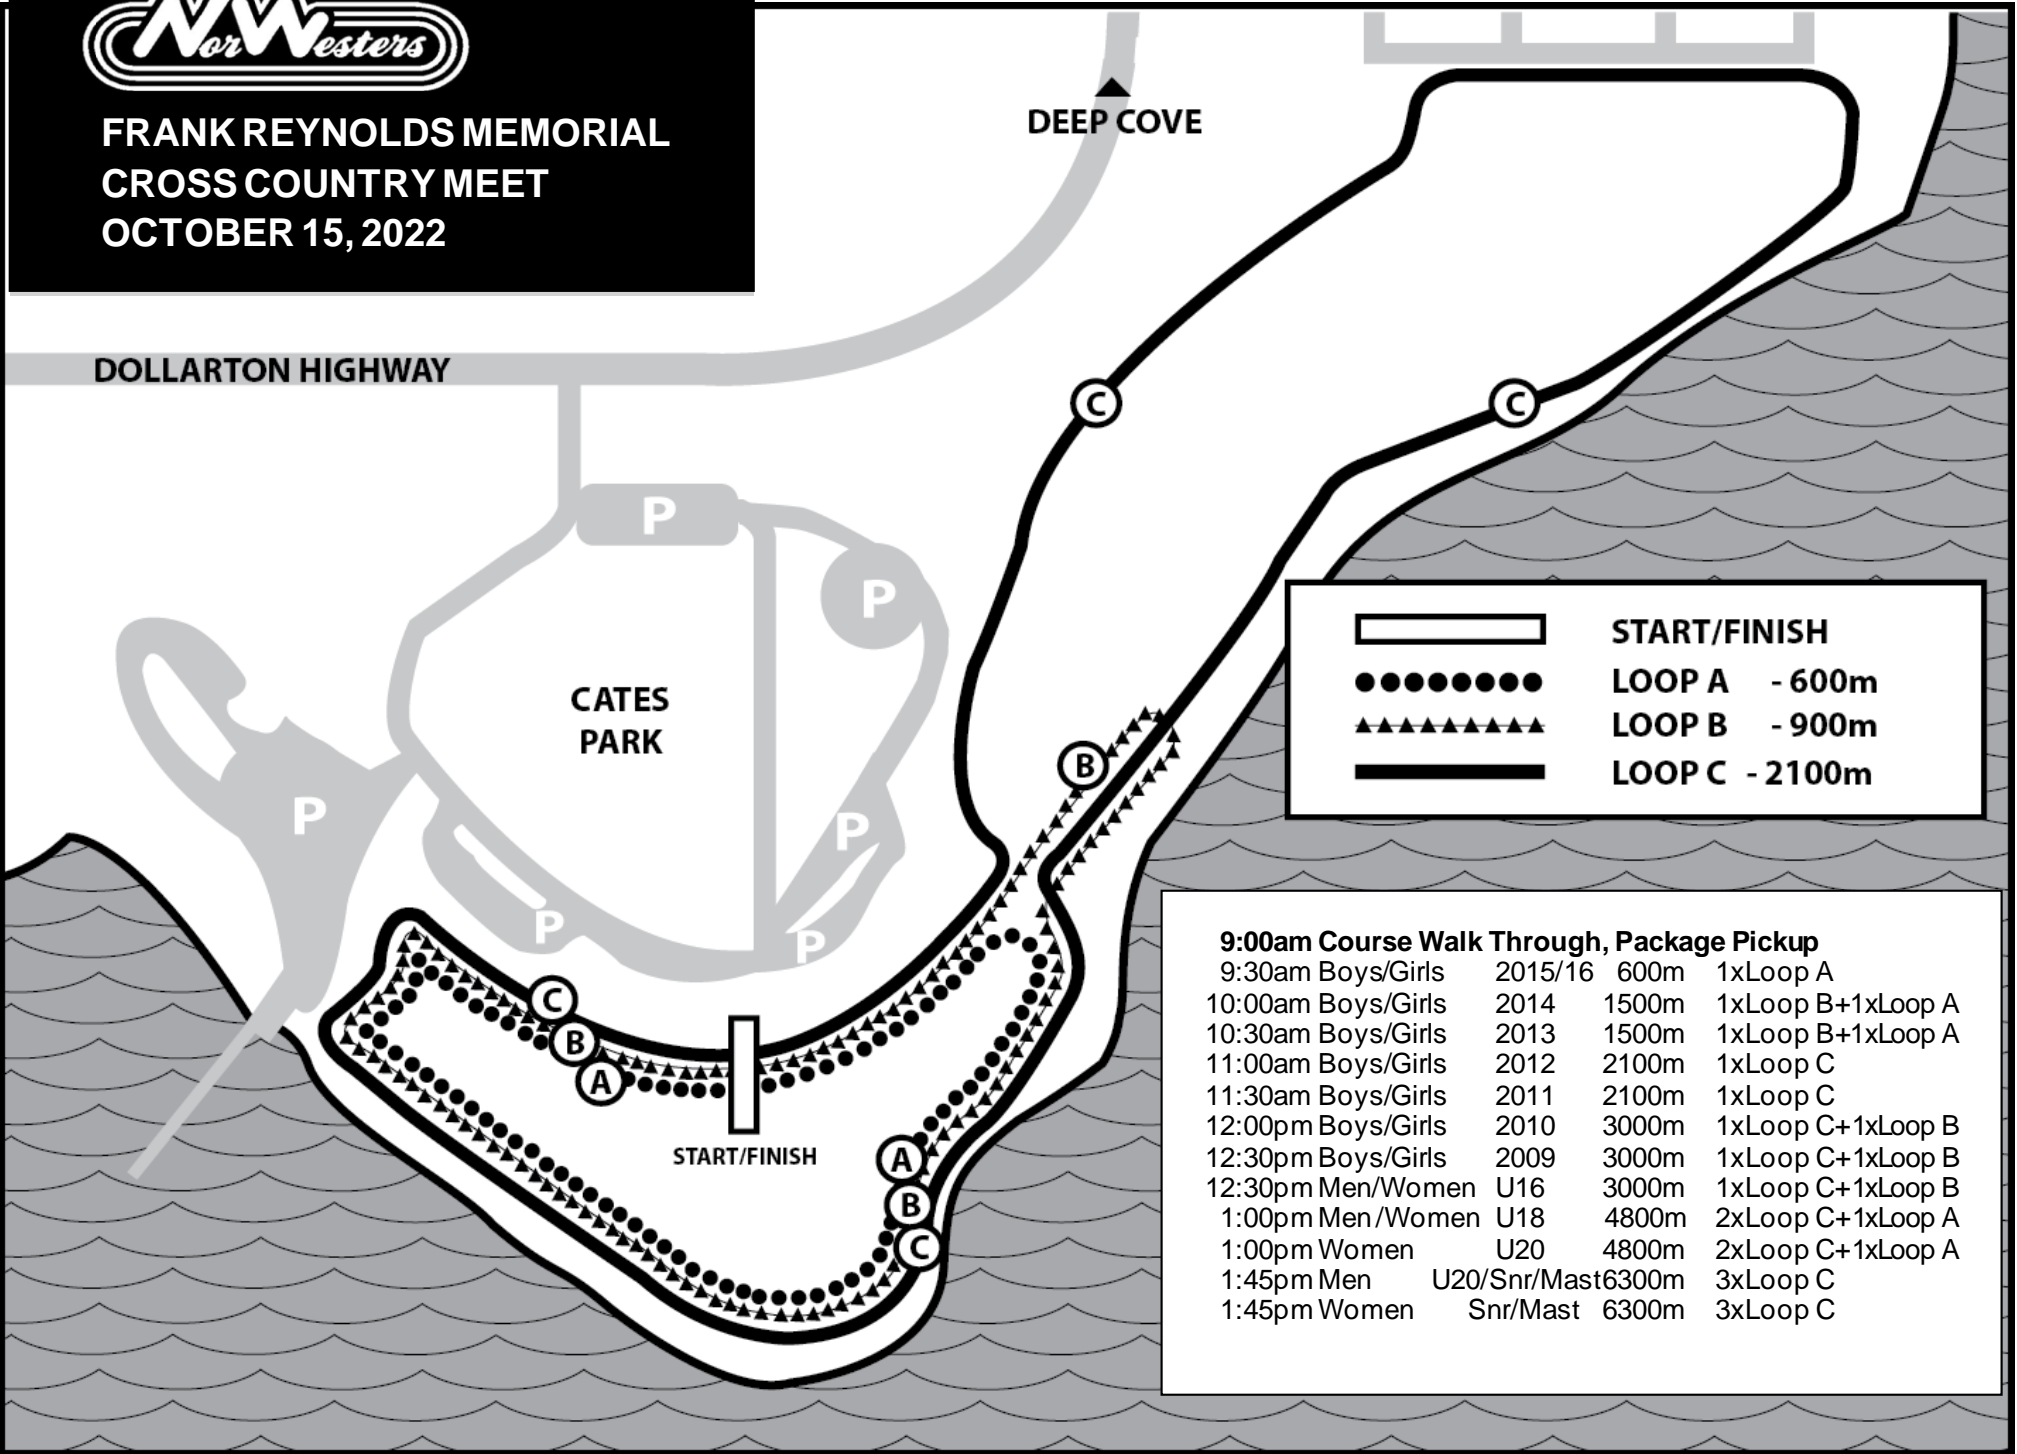 NorWesters
FRANK REYNOLDS MEMORIAL
CROSS COUNTRY MEET
OCTOBER 15, 2022
DEEP COVE
DOLLARTON HIGHWAY
C
C
P
P
CATES
PARK
B
P
P
P
P
C
B
A
START/FINISH
A
B
C
START/FINISH
LOOP A - 600m
LOOP B - 900m
LOOP C - 2100m
9:00am Course Walk Through, Package Pickup
9:30am Boys/Girls 2015/16 600m 1xLoop A
10:00am Boys/Girls 2014 1500m 1xLoop B+1xLoop A
10:30am Boys/Girls 2013 1500m 1xLoop B+1xLoop A
11:00am Boys/Girls 2012 2100m 1xLoop C
11:30am Boys/Girls 2011 2100m 1xLoop C
12:00pm Boys/Girls 2010 3000m 1xLoop C+1xLoop B
12:30pm Boys/Girls 2009 3000m 1xLoop C+1xLoop B
12:30pm Men/Women U16 3000m 1xLoop C+1xLoop B
1:00pm Men/Women U18 4800m 2xLoop C+1xLoop A
1:00pm Women U20 4800m 2xLoop C+1xLoop A
1:45pm Men U20/Snr/Mast 6300m 3xLoop C
1:45pm Women Snr/Mast 6300m 3xLoop C